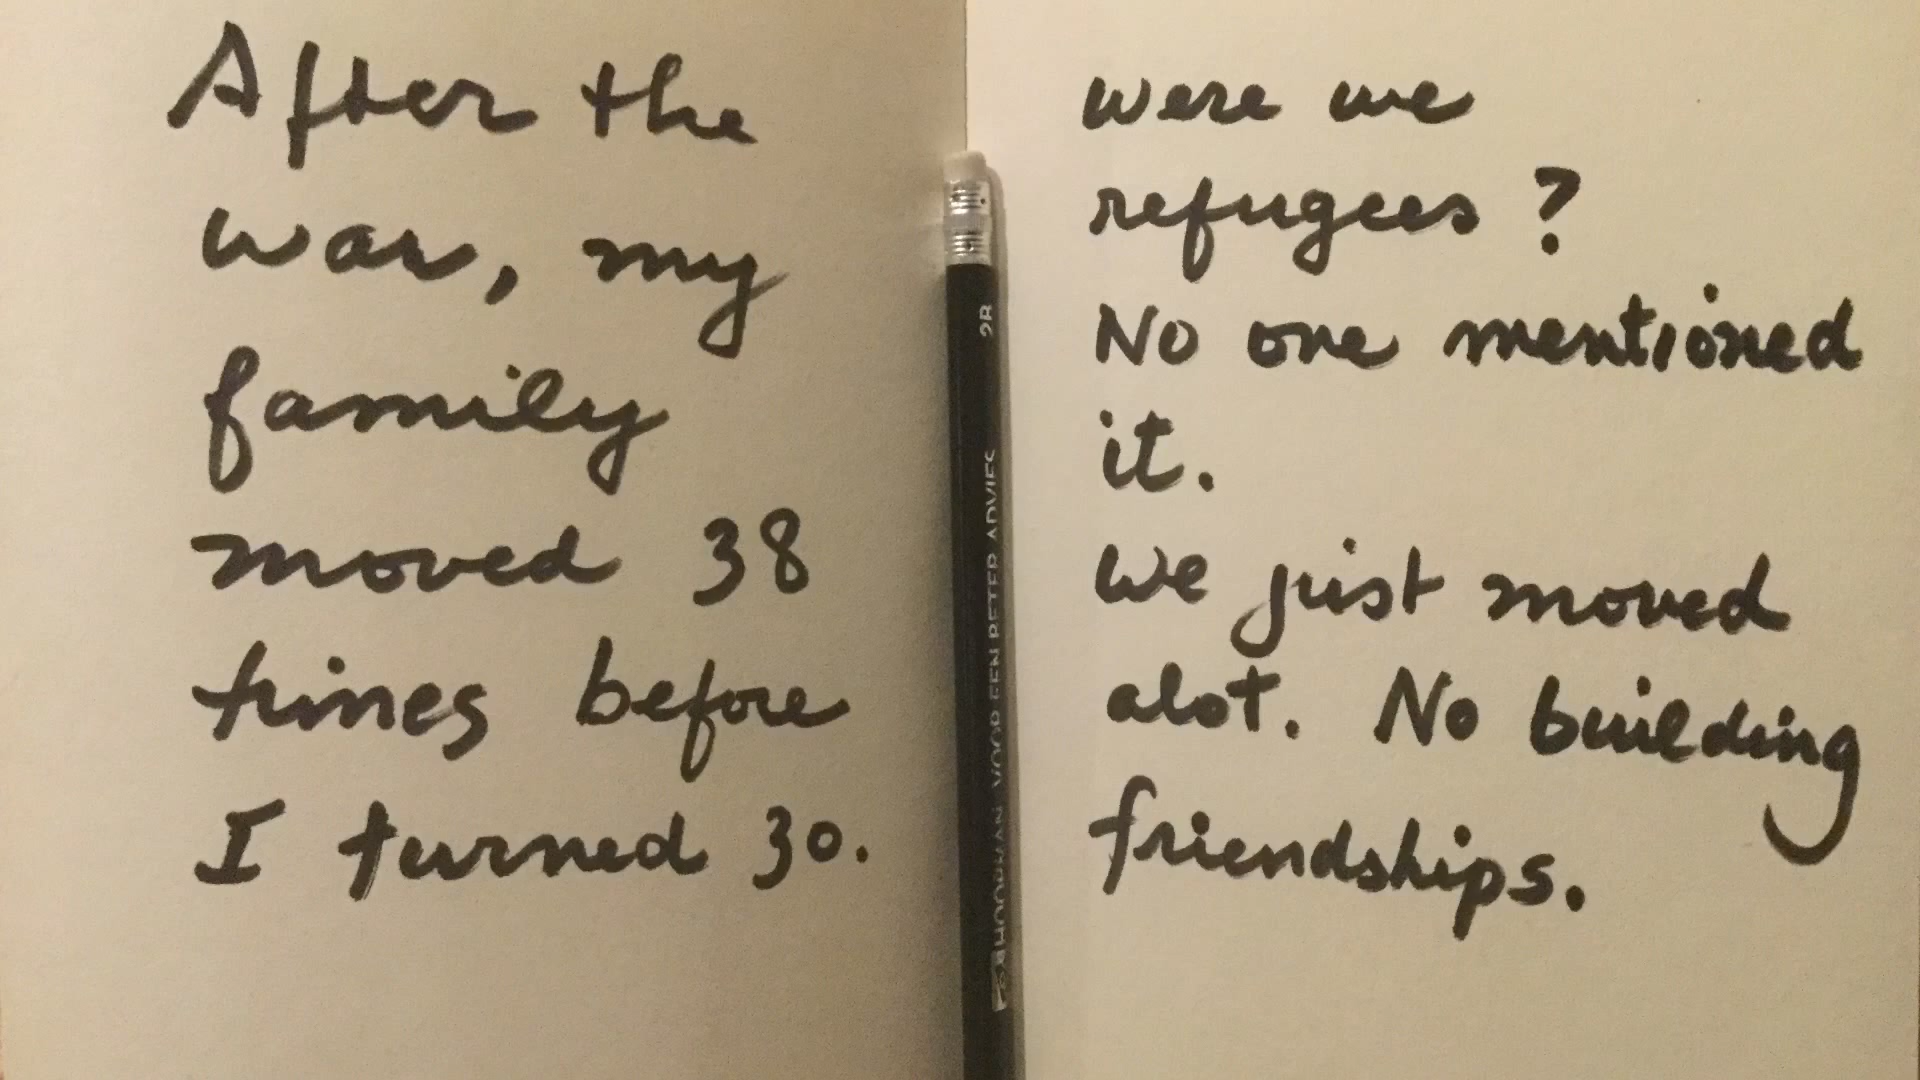 After the
war, my
family
moved 38
times before
I turned 30.
were we
refugees?
No one mentioned
it.
We just moved
alot. No building
friendships.
2B
HOORMAN VOOR EEN BETER ADVIES